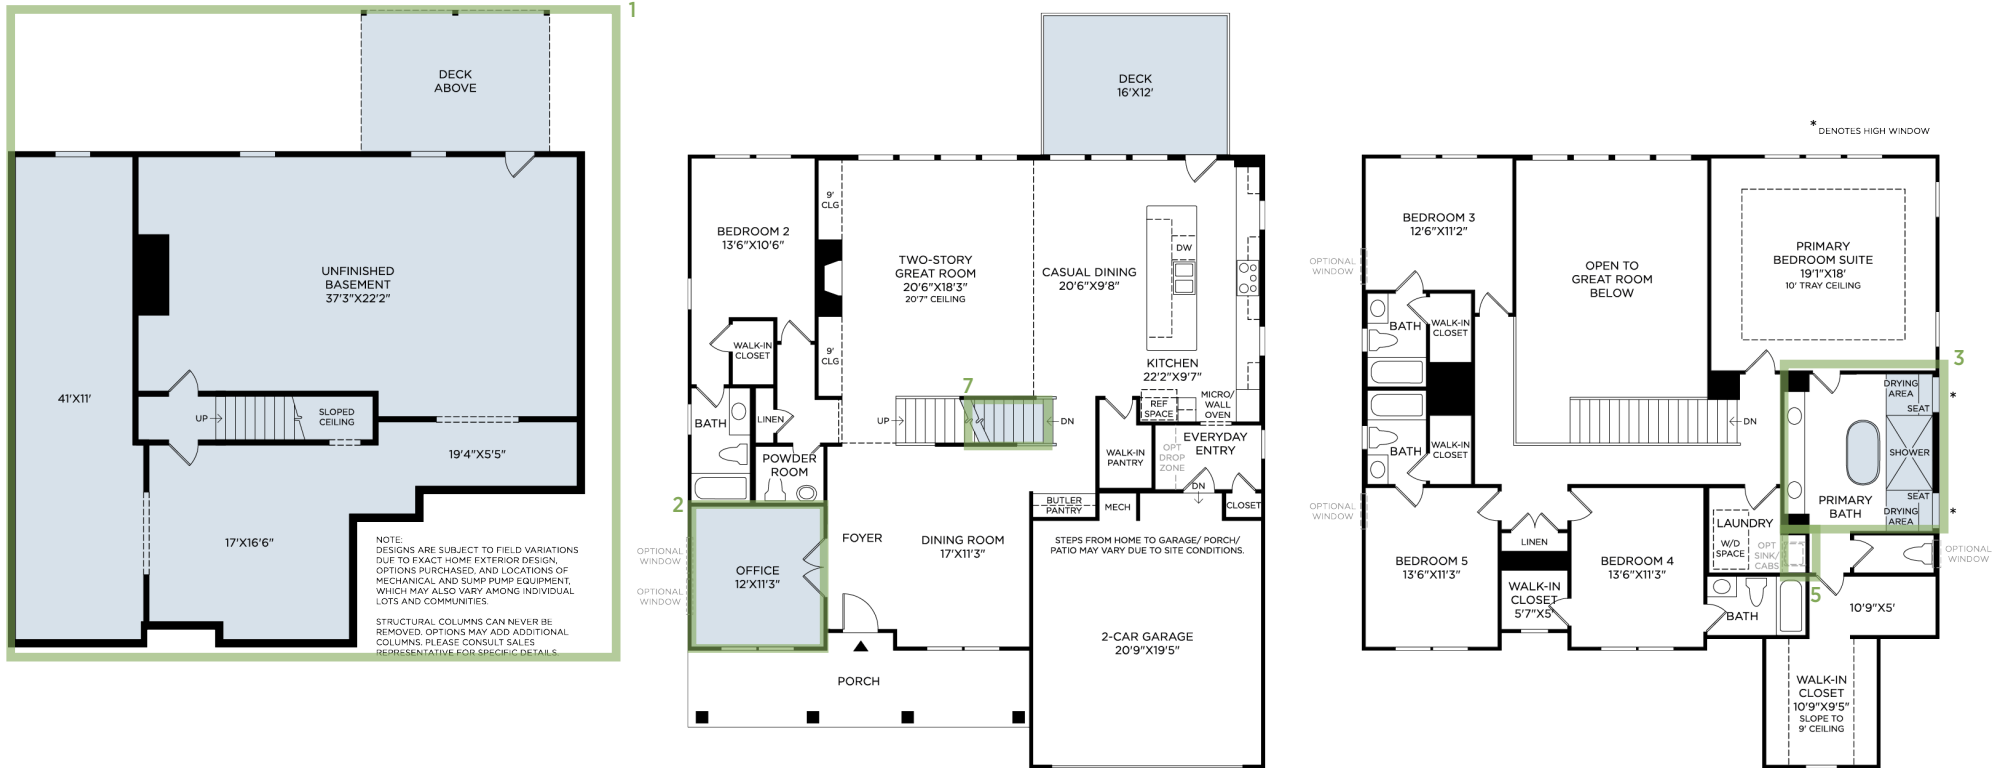 1
DECK
ABOVE
UNFINISHED
BASEMENT
37'3"X22'2"
41'X11'
UP
SLOPED
CEILING
19'4"X5'5"
17'X16'6"
NOTE:
DESIGNS ARE SUBJECT TO FIELD VARIATIONS
DUE TO EXACT HOME EXTERIOR DESIGN,
OPTIONS PURCHASED, AND LOCATIONS OF
MECHANICAL AND SUMP PUMP EQUIPMENT,
WHICH MAY ALSO VARY AMONG INDIVIDUAL
LOTS AND COMMUNITIES.
STRUCTURAL COLUMNS CAN NEVER BE
REMOVED. OPTIONS MAY ADD ADDITIONAL
COLUMNS. PLEASE CONSULT SALES
REPRESENTATIVE FOR SPECIFIC DETAILS.
DECK
16'X12'
BEDROOM 2
13'6"X10'6"
9'
CLG
TWO-STORY
GREAT ROOM
20'6"X18'3"
20'7" CEILING
CASUAL DINING
20'6"X9'8"
DW
KITCHEN
22'2"X9'7"
WALK-IN
CLOSET
9'
CLG
7
UP
DN
REF
SPACE
MICRO/
WALL
OVEN
BATH
LINEN
POWDER
ROOM
WALK-IN
PANTRY
OPT
DROP
ZONE
EVERYDAY
ENTRY
DN
CLOSET
BUTLER
PANTRY
MECH
2
OPTIONAL
WINDOW
OPTIONAL
WINDOW
OFFICE
12'X11'3"
FOYER
DINING ROOM
17'X11'3"
STEPS FROM HOME TO GARAGE/ PORCH/
PATIO MAY VARY DUE TO SITE CONDITIONS.
2-CAR GARAGE
20'9"X19'5"
PORCH
* DENOTES HIGH WINDOW
BEDROOM 3
12'6"X11'2"
OPTIONAL
WINDOW
OPEN TO
GREAT ROOM
BELOW
PRIMARY
BEDROOM SUITE
19'1"X18'
10' TRAY CEILING
BATH
WALK-IN
CLOSET
BATH
WALK-IN
CLOSET
DN
3
DRYING
AREA
*
SEAT
SHOWER
SEAT
DRYING
AREA
*
PRIMARY
BATH
OPTIONAL
WINDOW
LAUNDRY
W/D
SPACE
OPT
SINK/
CABS
OPTIONAL
WINDOW
LINEN
BEDROOM 5
13'6"X11'3"
WALK-IN
CLOSET
5'7"X5'
BEDROOM 4
13'6"X11'3"
5
BATH
10'9"X5'
WALK-IN
CLOSET
10'9"X9'5"
SLOPE TO
9' CEILING